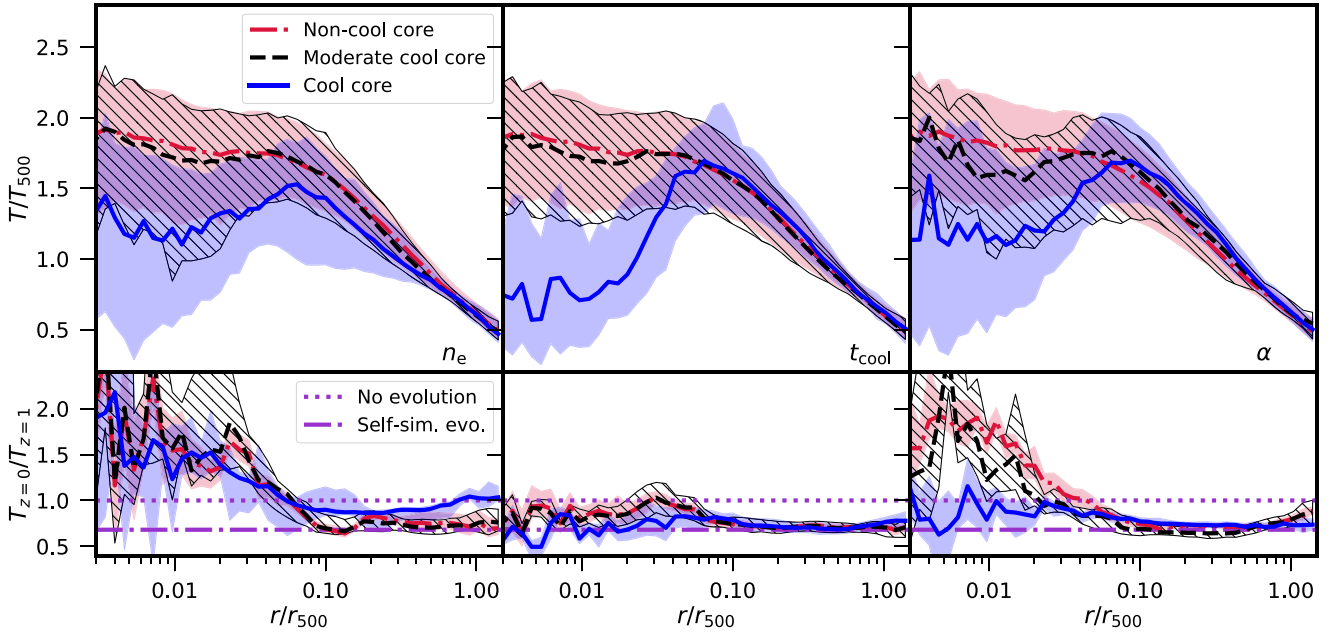 Non-cool core
Moderate cool core
Cool core
T/T500
2.5
2.0
1.5
1.0
0.5
ne
tcool
α
No evolution
Self-sim. evo.
Tz=0/Tz=1
2.0
1.5
1.0
0.5
0.01 0.10 1.00 0.01 0.10 1.00 0.01 0.10 1.00
r/r500 r/r500 r/r500